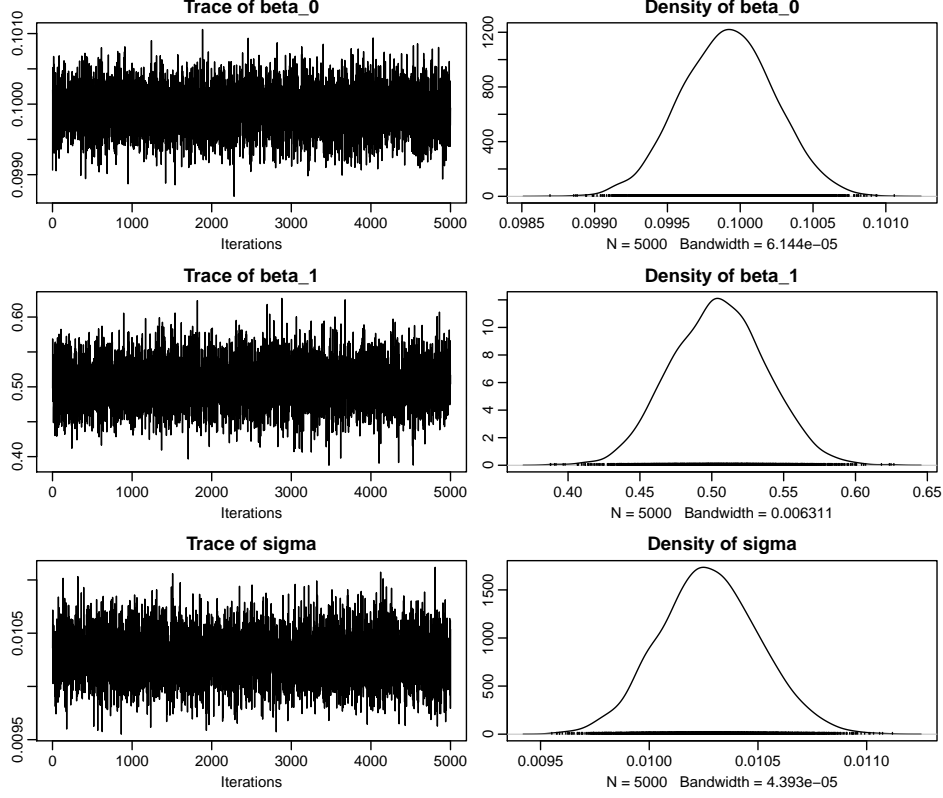 Trace of beta_0
0.0990 0.1000 0.1010
0 1000 2000 3000 4000 5000
Iterations
Density of beta_0
0 400 800 1200
0.0985 0.0990 0.0995 0.1000 0.1005 0.1010
N = 5000 Bandwidth = 6.144e−05
Trace of beta_1
0.40 0.50 0.60
0 1000 2000 3000 4000 5000
Iterations
Density of beta_1
0 2 4 6 8 10
0.40 0.45 0.50 0.55 0.60 0.65
N = 5000 Bandwidth = 0.006311
Trace of sigma
0.0095 0.0105
0 1000 2000 3000 4000 5000
Iterations
Density of sigma
0 500 1000 1500
0.0095 0.0100 0.0105 0.0110
N = 5000 Bandwidth = 4.393e−05